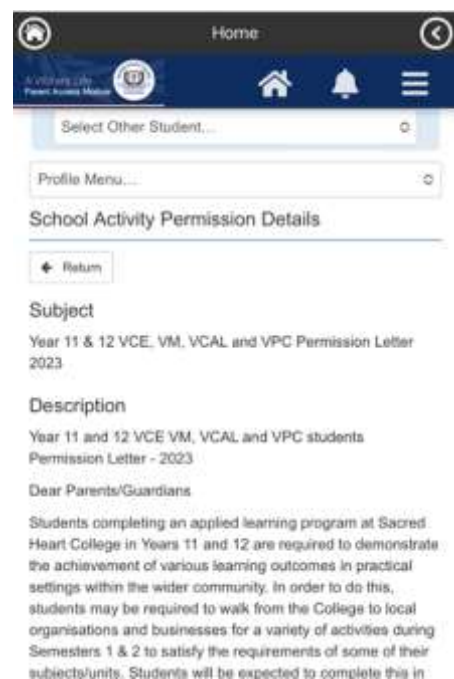 Home
Parent Access Module
Select Other Student...
Profile Menu....
School Activity Permission Details
Return
Subject
Year 11 & 12 VCE, VM, VCAL and VPC Permission Letter
2023
Description
Year 11 and 12 VCE VM, VCAL and VPC students
Permission Letter - 2023
Dear Parents/Guardians
Students completing an applied learning program at Sacred
Heart College in Years 11 and 12 are required to demonstrate
the achievement of various learning outcomes in practical
settings within the wider community. In order to do this,
students may be required to walk from the College to local
organisations and businesses for a variety of activities during
Semesters 1 & 2 to satisfy the requirements of some of their
subjects/units. Students will be expected to complete this in